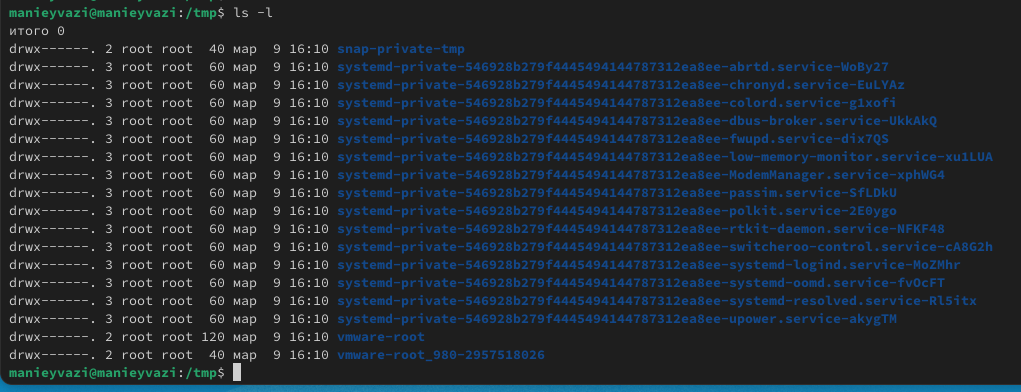 manieyvazi@manieyvazi:/tmp$ ls -l
итого 0
drwx------. 2 root root  40 мар  9 16:10 snap-private-tmp
drwx------. 3 root root  60 мар  9 16:10 systemd-private-546928b279f4445494144787312ea8ee-abrtd.service-WoBy27
drwx------. 3 root root  60 мар  9 16:10 systemd-private-546928b279f4445494144787312ea8ee-chronyd.service-EuLYAz
drwx------. 3 root root  60 мар  9 16:10 systemd-private-546928b279f4445494144787312ea8ee-colord.service-g1xofi
drwx------. 3 root root  60 мар  9 16:10 systemd-private-546928b279f4445494144787312ea8ee-dbus-broker.service-UkkAkQ
drwx------. 3 root root  60 мар  9 16:10 systemd-private-546928b279f4445494144787312ea8ee-fwupd.service-dix7QS
drwx------. 3 root root  60 мар  9 16:10 systemd-private-546928b279f4445494144787312ea8ee-low-memory-monitor.service-xu1LUA
drwx------. 3 root root  60 мар  9 16:10 systemd-private-546928b279f4445494144787312ea8ee-ModemManager.service-xphWG4
drwx------. 3 root root  60 мар  9 16:10 systemd-private-546928b279f4445494144787312ea8ee-passim.service-SfLDkU
drwx------. 3 root root  60 мар  9 16:10 systemd-private-546928b279f4445494144787312ea8ee-polkit.service-2E0ygo
drwx------. 3 root root  60 мар  9 16:10 systemd-private-546928b279f4445494144787312ea8ee-rtkit-daemon.service-NFKF48
drwx------. 3 root root  60 мар  9 16:10 systemd-private-546928b279f4445494144787312ea8ee-switcheroo-control.service-cA8G2h
drwx------. 3 root root  60 мар  9 16:10 systemd-private-546928b279f4445494144787312ea8ee-systemd-logind.service-MoZMhr
drwx------. 3 root root  60 мар  9 16:10 systemd-private-546928b279f4445494144787312ea8ee-systemd-oomd.service-fvOcFT
drwx------. 3 root root  60 мар  9 16:10 systemd-private-546928b279f4445494144787312ea8ee-systemd-resolved.service-Rl5itx
drwx------. 3 root root  60 мар  9 16:10 systemd-private-546928b279f4445494144787312ea8ee-upower.service-akygTM
drwx------. 2 root root 120 мар  9 16:10 vmware-root
drwx------. 2 root root  40 мар  9 16:10 vmware-root_980-2957518026
manieyvazi@manieyvazi:/tmp$